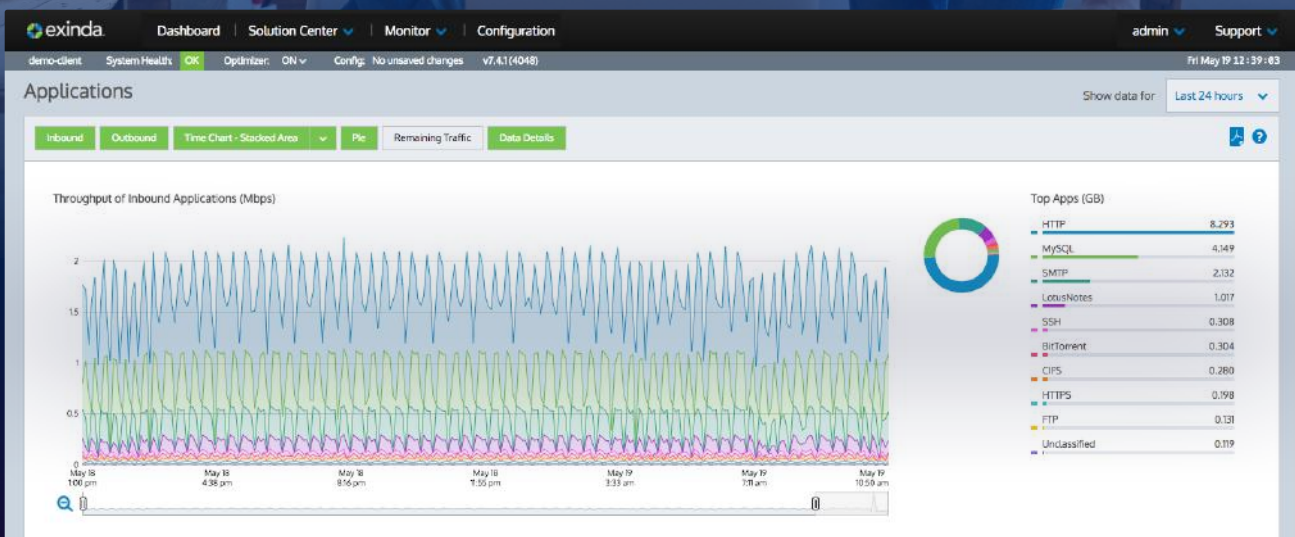 exinda.
Dashboard Solution Center Monitor Configuration admin Support
demo-client System Health: OK Optimizer: ON Config: No unsaved changes v7.4.1 (4048) Fri May 19 12:39:03
Applications
Show data for Last 24 hours
Inbound Outbound Time Chart - Stacked Area Pie Remaining Traffic Data Details
Throughput of Inbound Applications (Mbps)
2
1.5
1
0.5
0
May 18 May 18 May 18 May 18 May 19 May 19 May 19
1:00 pm 4:38 pm 8:16 pm 11:55 pm 3:33 am 7:11 am 10:50 am
Top Apps (GB)
HTTP 8.293
MySQL 4.149
SMTP 2.132
LotusNotes 1.017
SSH 0.308
BitTorrent 0.304
CIFS 0.280
HTTPS 0.198
FTP 0.131
Unclassified 0.119